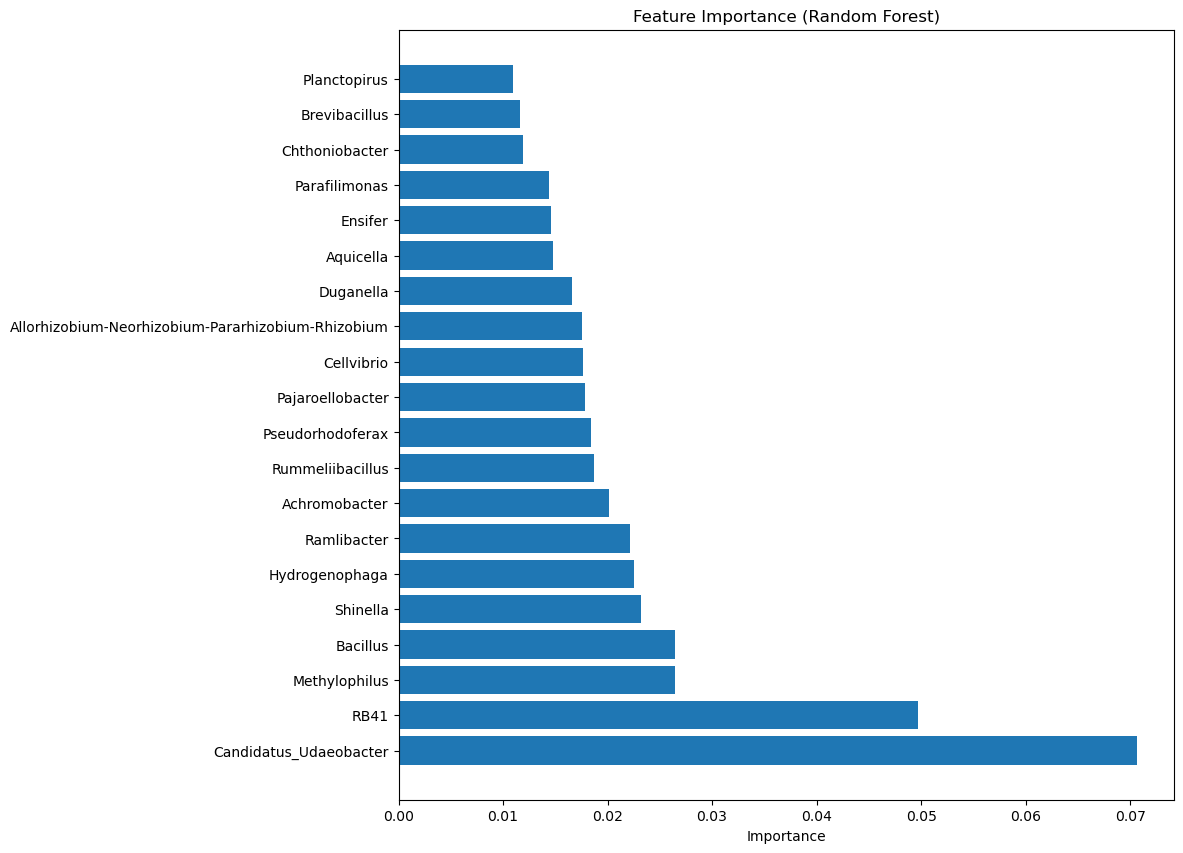 Feature Importance (Random Forest)
Planctopirus
Brevibacillus
Chthoniobacter
Parafilimonas
Ensifer
Aquicella
Duganella
Allorhizobium-Neorhizobium-Pararhizobium-Rhizobium
Cellvibrio
Pajaroellobacter
Pseudorhodoferax
Rummeliibacillus
Achromobacter
Ramlibacter
Hydrogenophaga
Shinella
Bacillus
Methylophilus
RB41
Candidatus_Udaeobacter
0.00 0.01 0.02 0.03 0.04 0.05 0.06 0.07
Importance